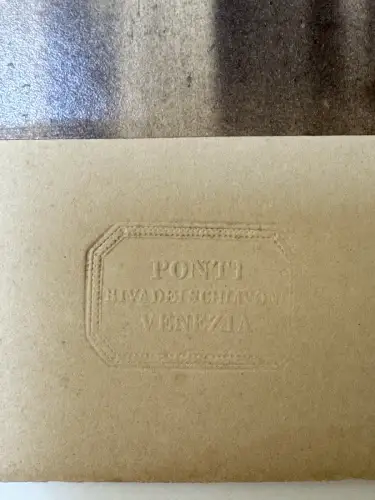 PONTI
RIVA DEI SCHIAVONI
VENEZIA